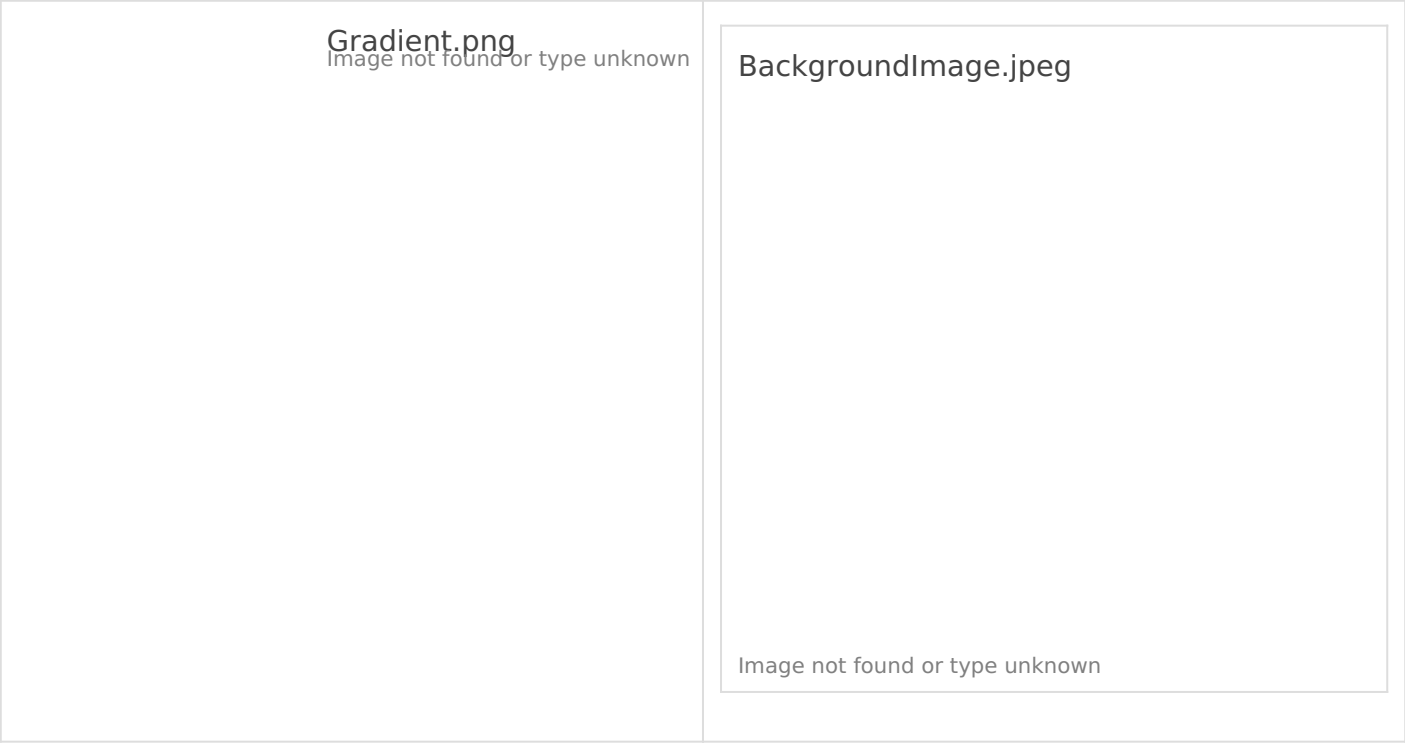 Gradient.png
Image not found or type unknown
BackgroundImage.jpeg
Image not found or type unknown